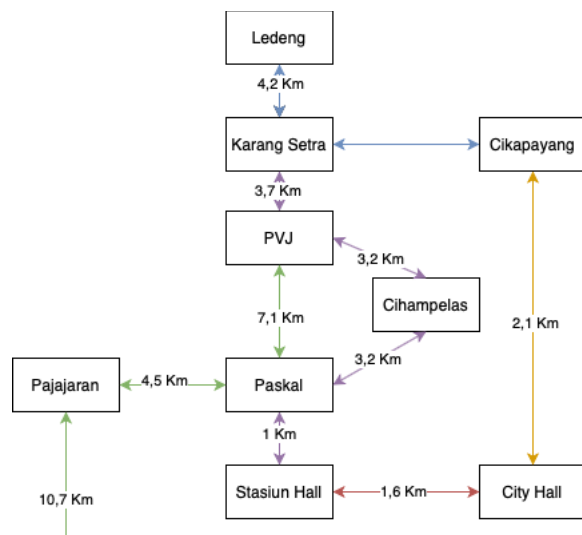 Ledeng
4,2 Km
Karang Setra
Cikapayang
3,7 Km
PVJ
3,2 Km
Cihampelas
7,1 Km
2,1 Km
3,2 Km
Pajajaran
4,5 Km
Paskal
1 Km
Stasiun Hall
1,6 Km
City Hall
10,7 Km